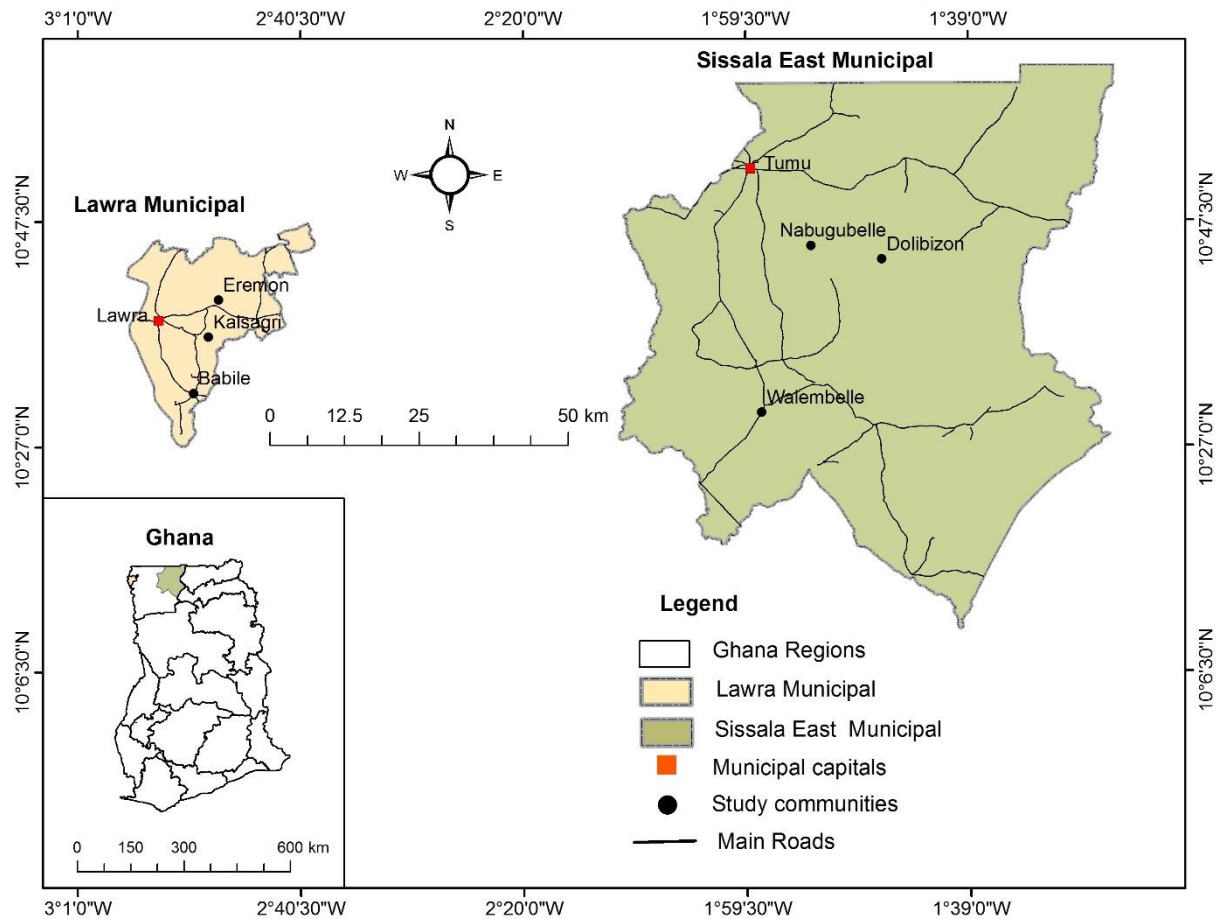 3°1'0"W
2°40'30"W
2°20'0"W
1°59'30"W
1°39'0"W
Sissala East Municipal
N
W
E
S
Tumu
Lawra Municipal
10°47'30"N
10°47'30"N
Nabugubelle
Dolibizon
Eremon
Lawra
Kalsagri
Babile
Walembelle
0 12.5 25 50 km
10°27'0"N
10°27'0"N
Ghana
Legend
Ghana Regions
Lawra Municipal
Sissala East Municipal
Municipal capitals
Study communities
Main Roads
10°6'30"N
10°6'30"N
0 150 300 600 km
3°1'0"W
2°40'30"W
2°20'0"W
1°59'30"W
1°39'0"W